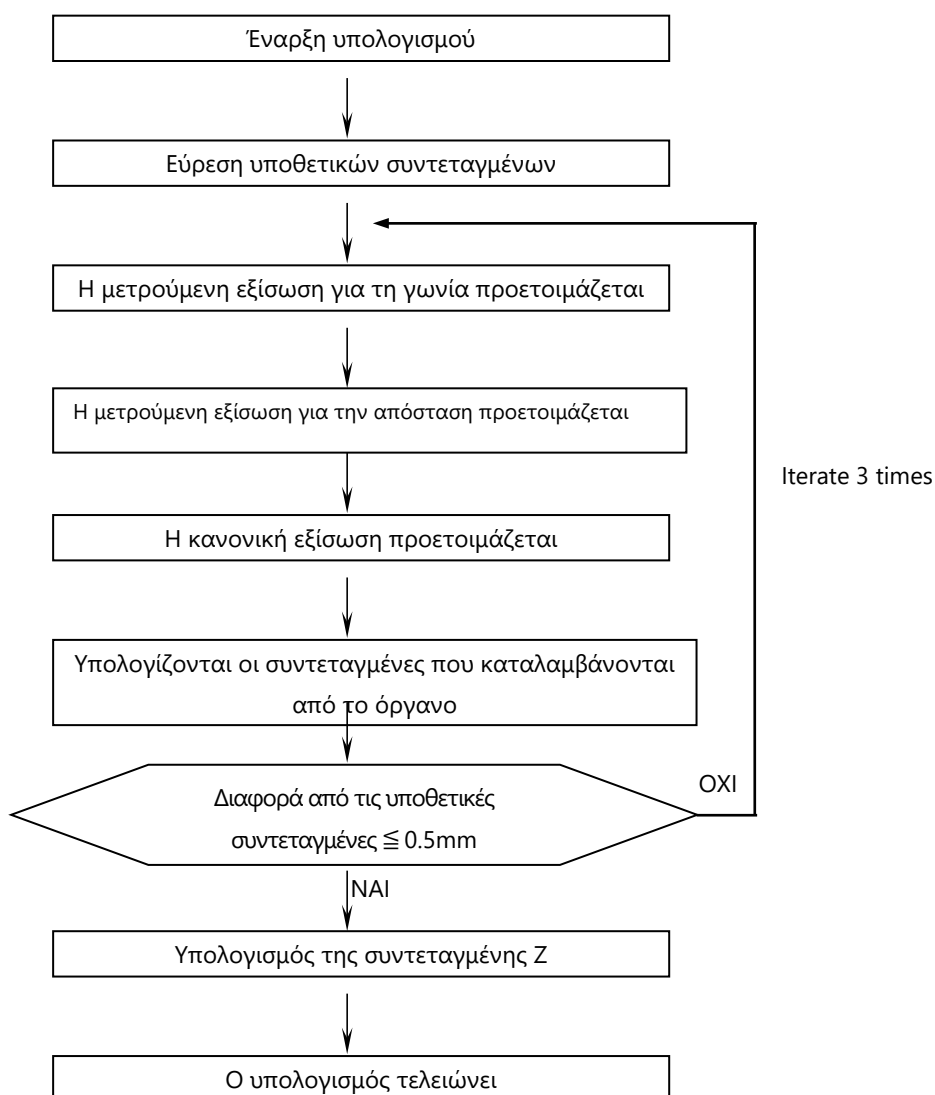 Έναρξη υπολογισμού
Εύρεση υποθετικών συντεταγμένων
Η μετρούμενη εξίσωση για τη γωνία προετοιμάζεται
Η μετρούμενη εξίσωση για την απόσταση προετοιμάζεται
Iterate 3 times
Η κανονική εξίσωση προετοιμάζεται
Υπολογίζονται οι συντεταγμένες που καταλαμβάνονται
από το όργανο
ΟΧΙ
Διαφορά από τις υποθετικές
συντεταγμένες ≦ 0.5mm
ΝΑΙ
Υπολογισμός της συντεταγμένης Ζ
Ο υπολογισμός τελειώνει